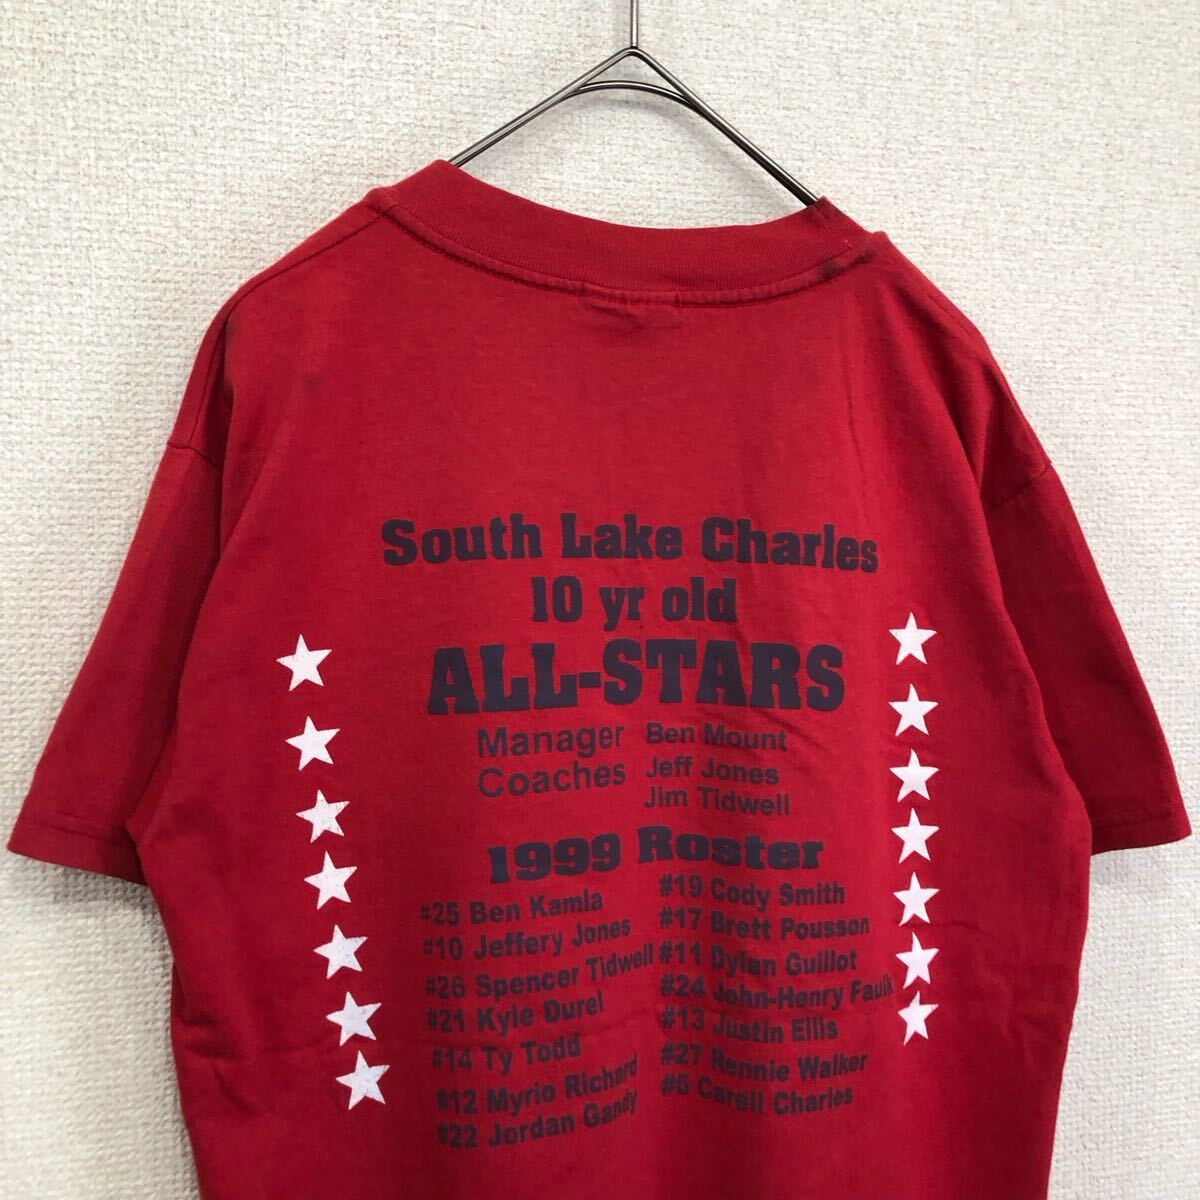 South Lake Charles
10 yr old
ALL-STARS
Manager Ben Mount
Coaches Jeff Jones
Jim Tidwell
1999 Roster
#25 Ben Kamla
#10 Jeffery Jones
#26 Spencer Tidwell
#21 Kyle Durel
#14 Ty Todd
#12 Myrio Richard
#22 Jordan Gandy
#19 Cody Smith
#17 Brett Pousson
#11 Dylan Guillot
#24 John-Henry Faulk
#13 Justin Ellis
#27 Rennie Walker
#6 Carell Charles